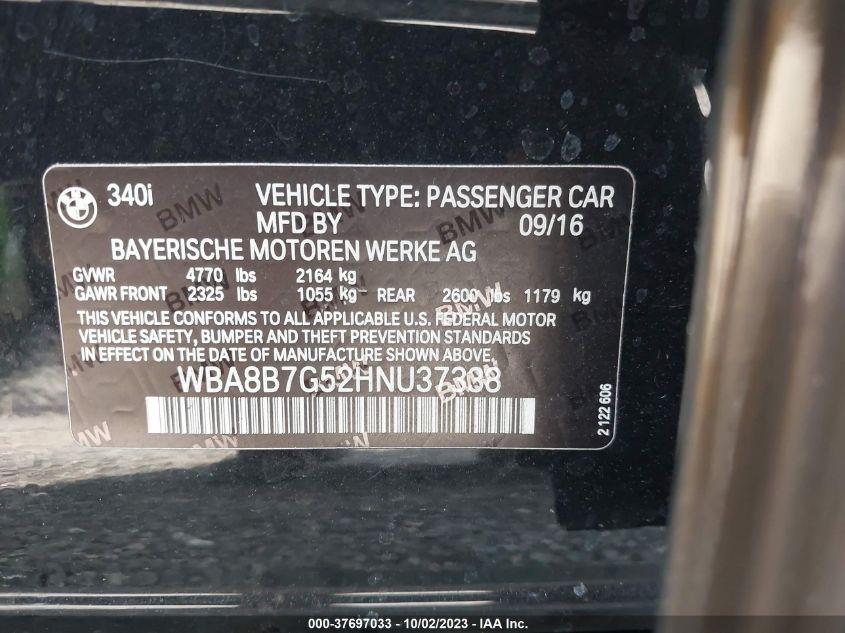 340i VEHICLE TYPE: PASSENGER CAR
MFD BY 09/16
BAYERISCHE MOTOREN WERKE AG
GVWR 4770 lbs 2164 kg
GAWR FRONT 2325 lbs 1055 kg REAR 2600 lbs 1179 kg
THIS VEHICLE CONFORMS TO ALL APPLICABLE U.S. FEDERAL MOTOR
VEHICLE SAFETY, BUMPER AND THEFT PREVENTION STANDARDS
IN EFFECT ON THE DATE OF MANUFACTURE SHOWN ABOVE.
WBA8B7G52HNU37338
2 122 606
000-37697033 - 10/02/2023 - IAA Inc.